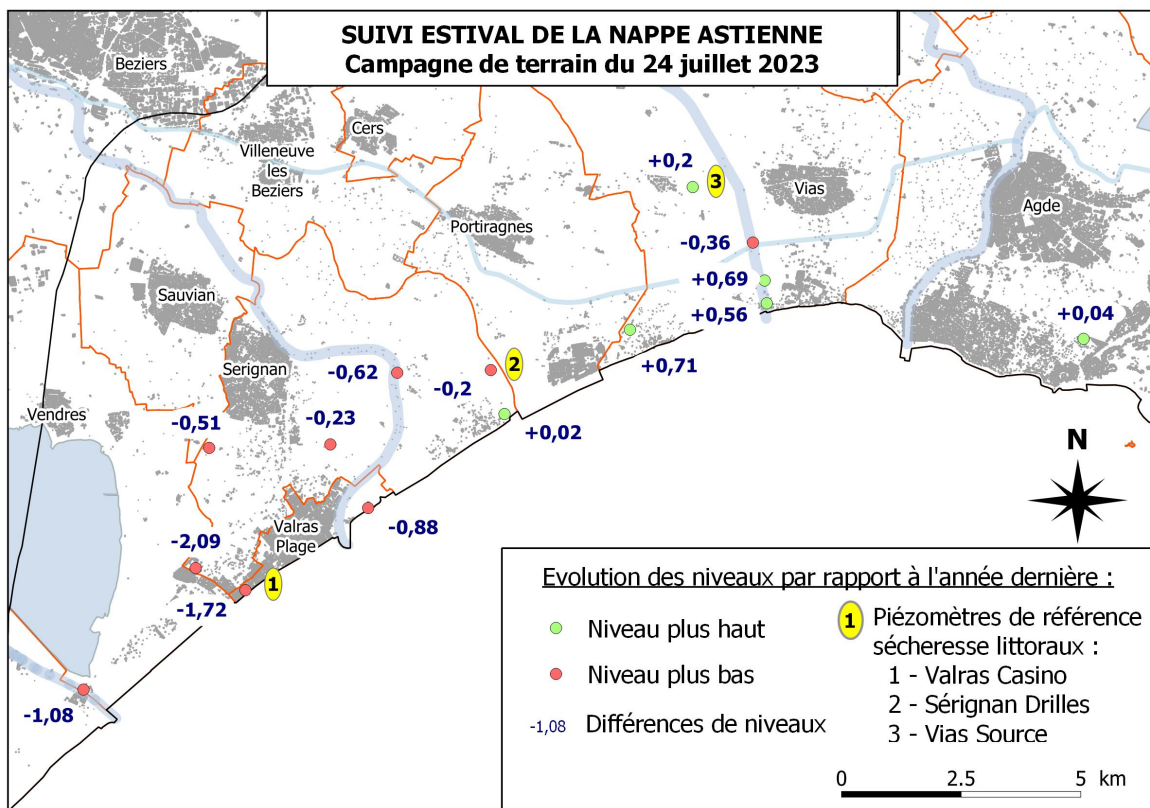 SUIVI ESTIVAL DE LA NAPPE ASTIENNE
Campagne de terrain du 24 juillet 2023
Beziers
Cers
Villeneuve
les
Beziers
+0,2
3
Vias
Agde
Portiragnes
-0,36
Sauvian
+0,69
+0,56
+0,04
Serignan
-0,62
2
-0,2
+0,71
Vendres
-0,51
-0,23
+0,02
N
Valras
Plage
-0,88
-2,09
1
-1,72
-1,08
Evolution des niveaux par rapport à l'année dernière :
Niveau plus haut
Niveau plus bas
-1,08 Différences de niveaux
1 Piézomètres de référence
sécheresse littoraux :
1 - Valras Casino
2 - Sérignan Drilles
3 - Vias Source
0 2.5 5 km